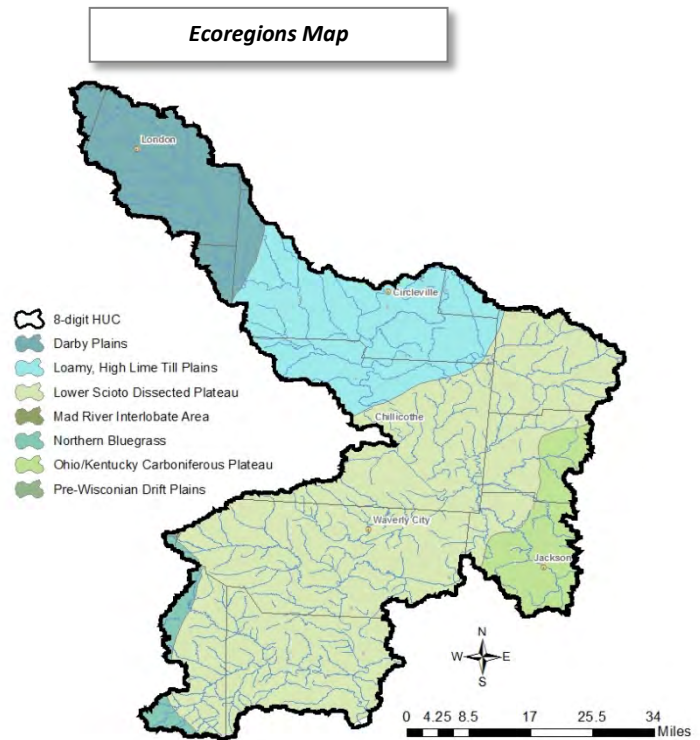 Ecoregions Map
London
Circleville
8-digit HUC
Darby Plains
Loamy, High Lime Till Plains
Lower Scioto Dissected Plateau
Mad River Interlobate Area
Northern Bluegrass
Ohio/Kentucky Carboniferous Plateau
Pre-Wisconian Drift Plains
Chillicothe
Waverly City
Jackson
N
W E
S
0 4.25 8.5 17 25.5 34
Miles